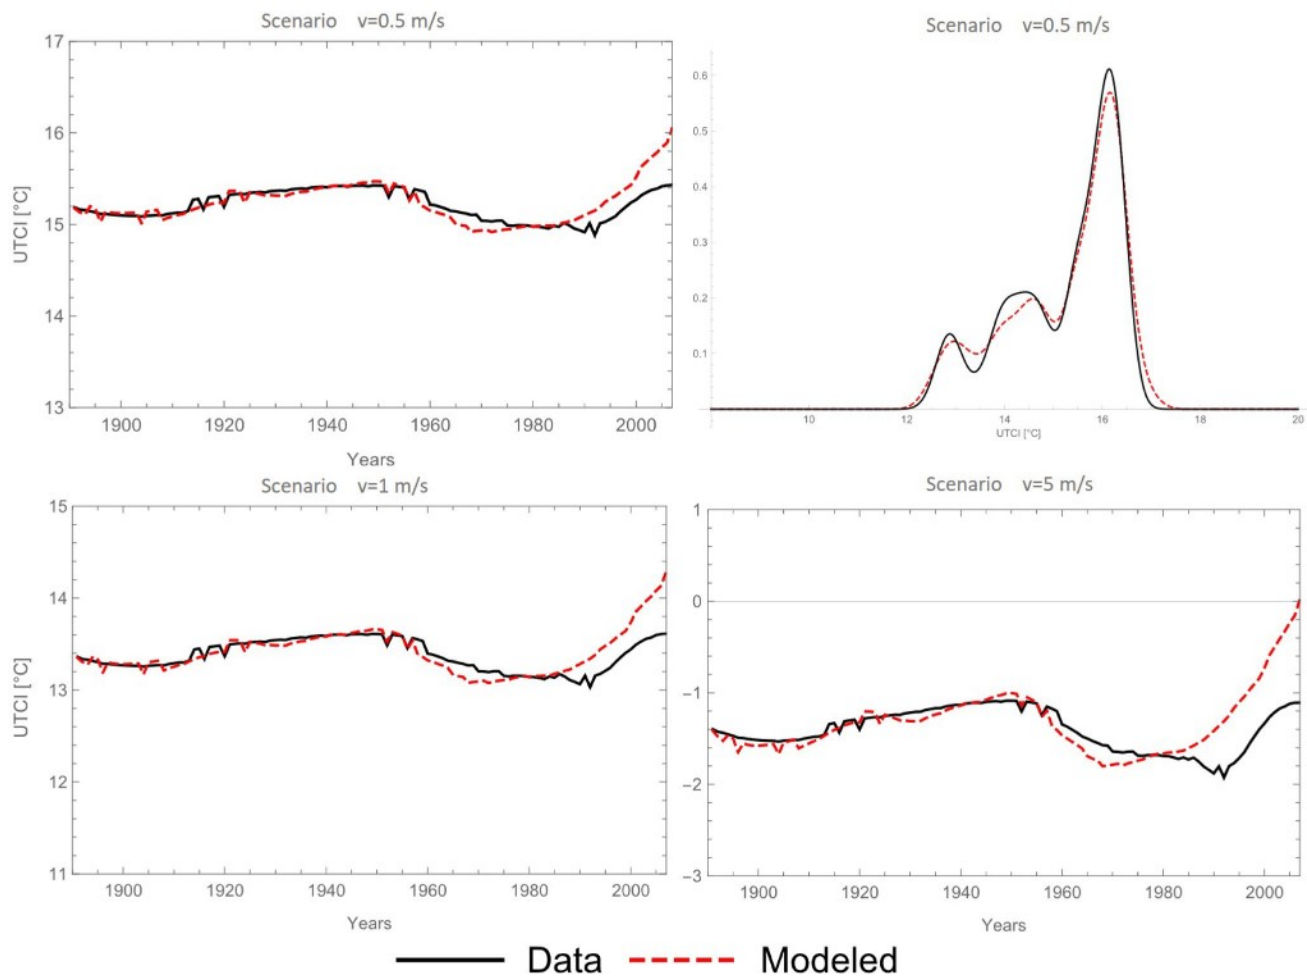 Scenario v=0.5 m/s
17
16
15
14
13
UTCI [°C]
1900 1920 1940 1960 1980 2000
Years
Scenario v=0.5 m/s
0.6
0.5
0.4
0.3
0.2
0.1
10 12 14 16 18 20
UTCI [°C]
Scenario v=1 m/s
15
14
13
12
11
UTCI [°C]
1900 1920 1940 1960 1980 2000
Years
Scenario v=5 m/s
1
0
−1
−2
−3
1900 1920 1940 1960 1980 2000
Years
Data Modeled